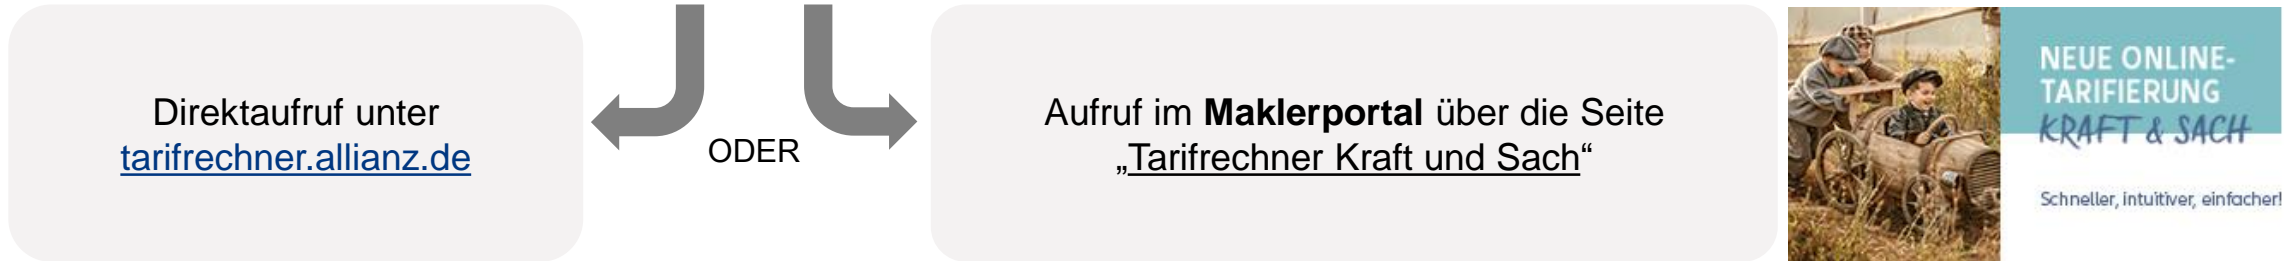 Direktaufruf unter
tarifrechner.allianz.de
ODER
Aufruf im Maklerportal über die Seite
„Tarifrechner Kraft und Sach“
NEUE ONLINE-
TARIFIERUNG
KRAFT & SACH
Schneller, intuitiver, einfacher!